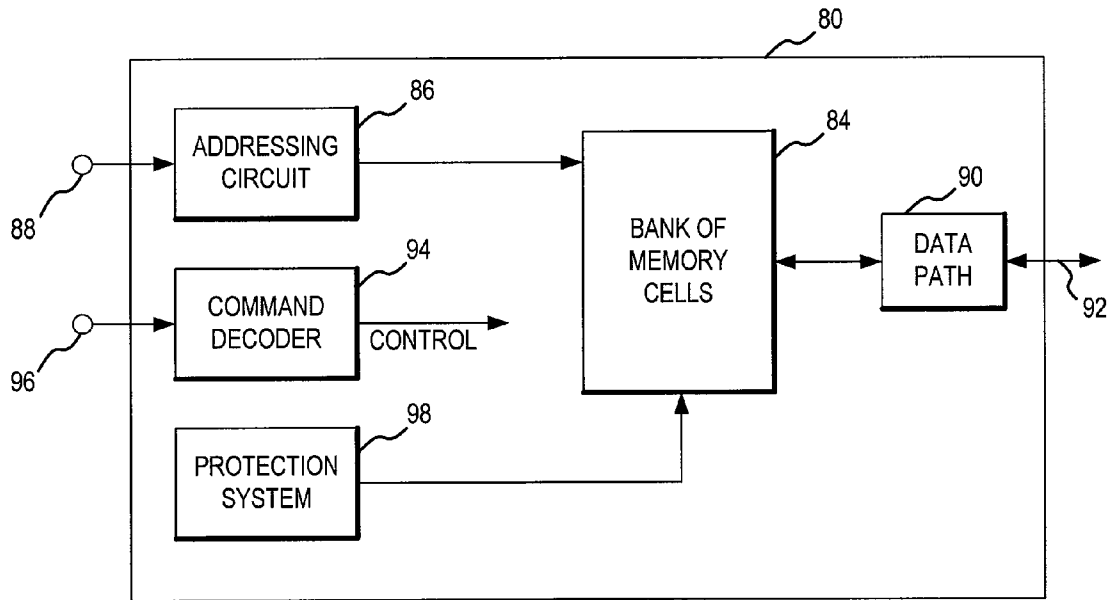 80
86
ADDRESSING
CIRCUIT
88
84
BANK OF
MEMORY
CELLS
90
DATA
PATH
92
94
COMMAND
DECODER
CONTROL
96
98
PROTECTION
SYSTEM